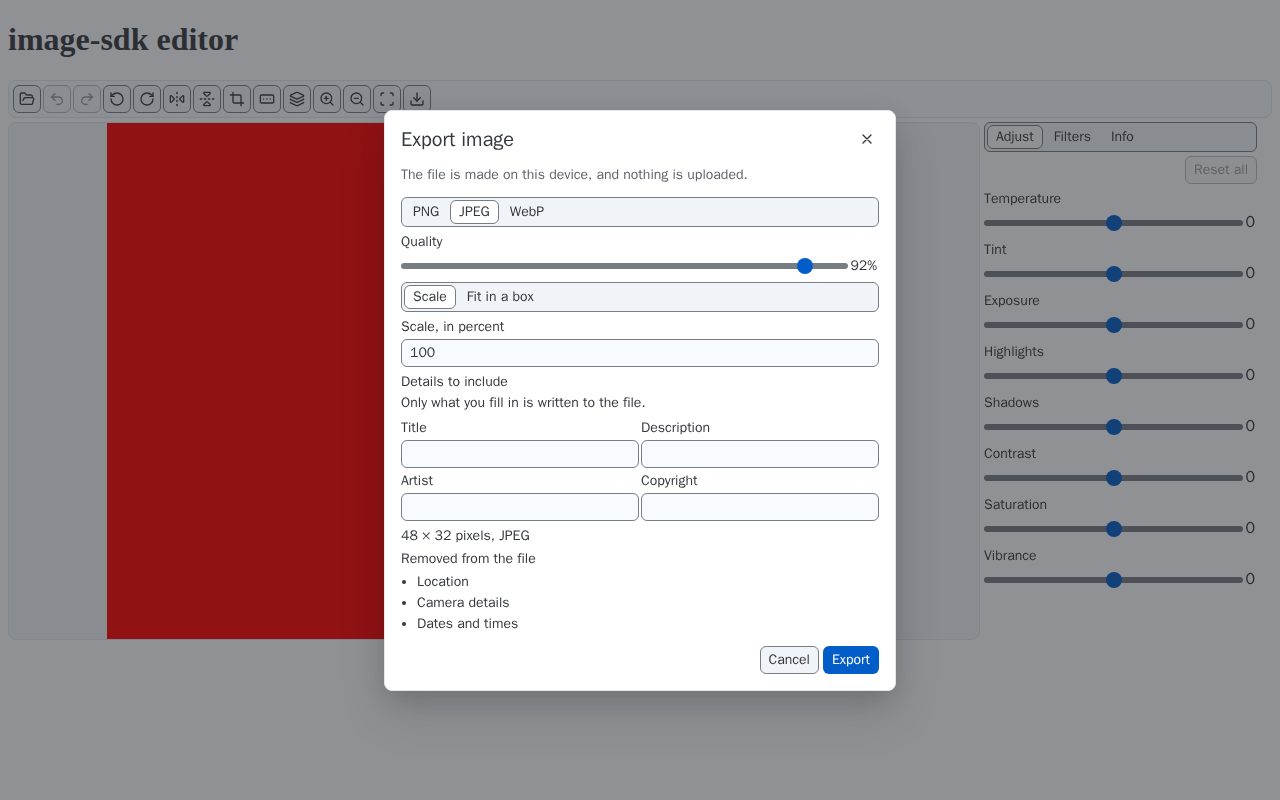 image-sdk editor
Export image
The file is made on this device, and nothing is uploaded.
PNG JPEG WebP
Quality
92%
Scale Fit in a box
Scale, in percent
100
Details to include
Only what you fill in is written to the file.
Title Description
Artist Copyright
48 × 32 pixels, JPEG
Removed from the file
• Location
• Camera details
• Dates and times
Cancel Export
Adjust Filters Info
Reset all
Temperature
0
Tint
0
Exposure
0
Highlights
0
Shadows
0
Contrast
0
Saturation
0
Vibrance
0